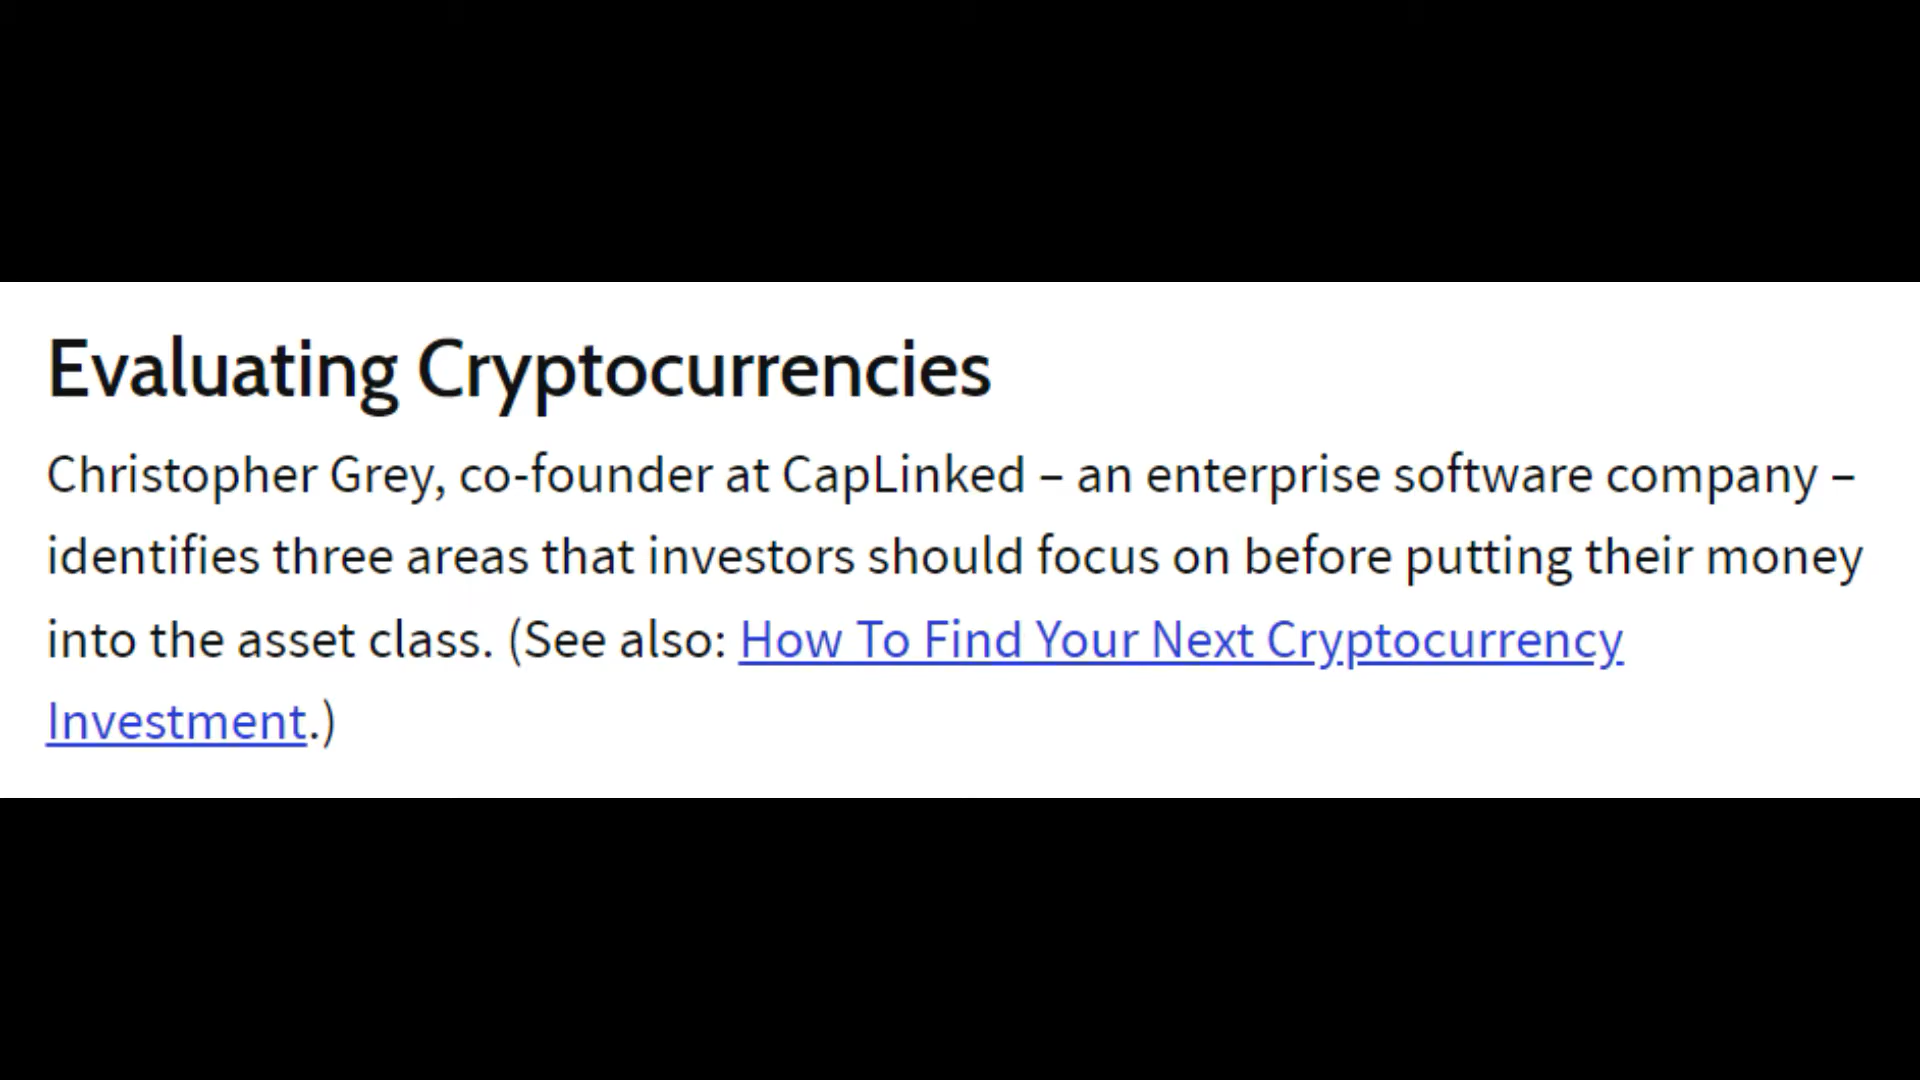 Evaluating Cryptocurrencies
Christopher Grey, co-founder at CapLinked – an enterprise software company –
identifies three areas that investors should focus on before putting their money
into the asset class. (See also: How To Find Your Next Cryptocurrency
Investment.)